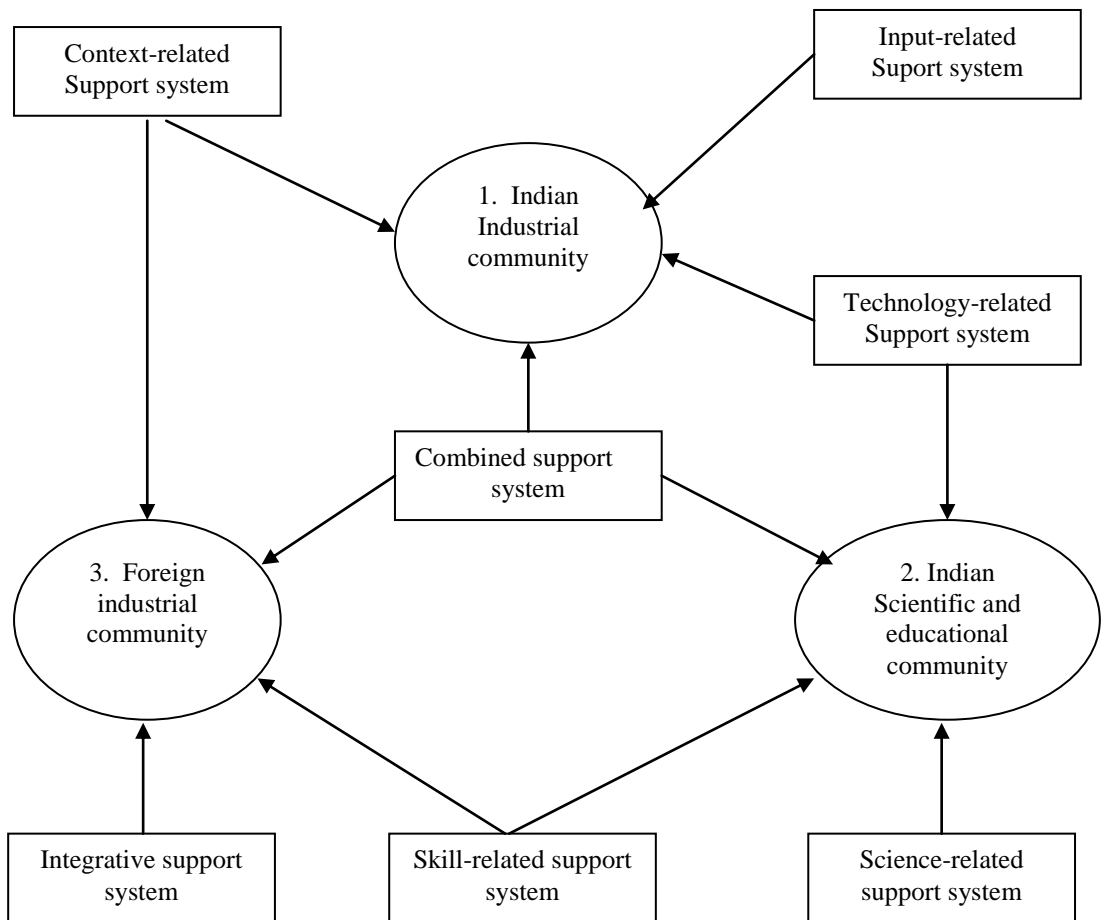 Context-related
Support system
Input-related
Suport system
1. Indian
Industrial
community
Technology-related
Support system
Combined support
system
3. Foreign
industrial
community
2. Indian
Scientific and
educational
community
Integrative support
system
Skill-related support
system
Science-related
support system